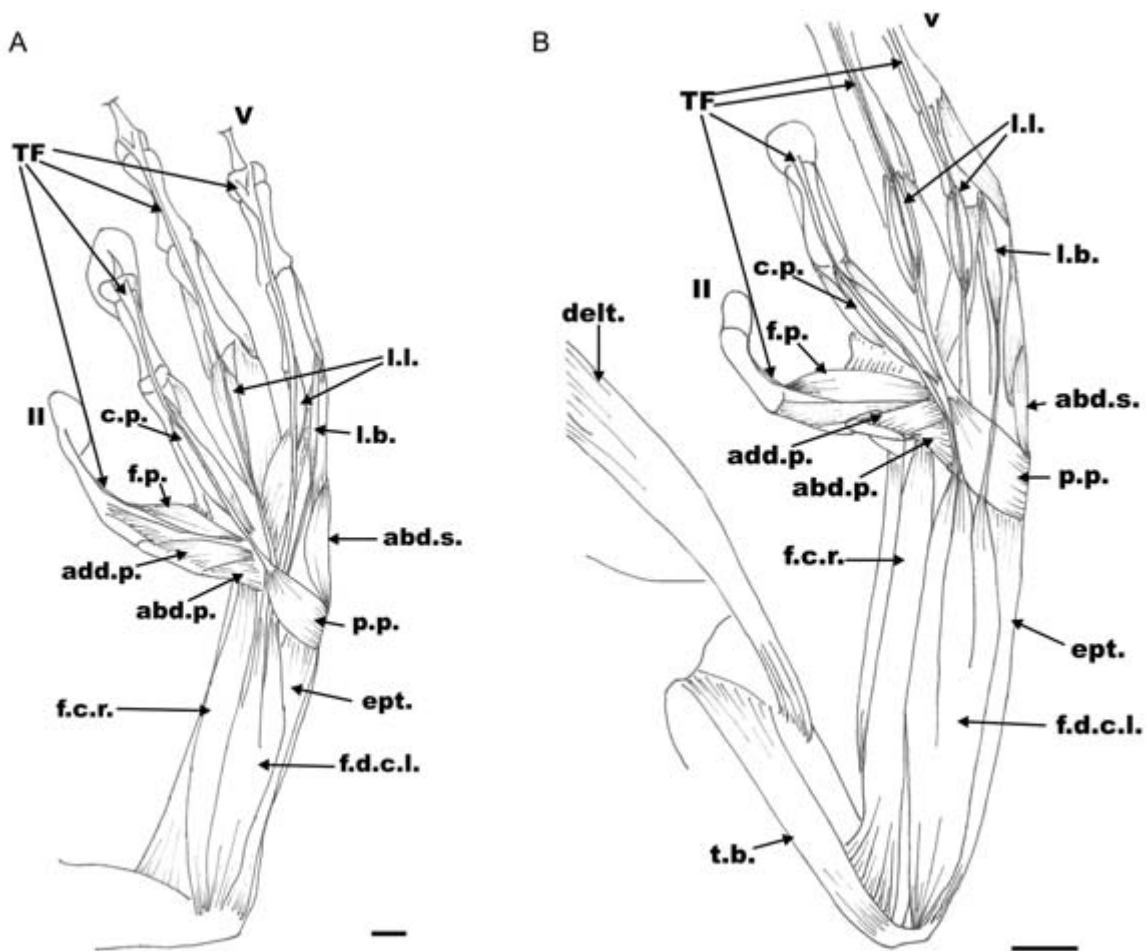 A
V
TF
l.l.
II
c.p.
l.b.
f.p.
abd.s.
add.p.
abd.p.
p.p.
f.c.r.
ept.
f.d.c.l.
B
V
TF
l.l.
l.b.
c.p.
II
delt.
f.p.
abd.s.
add.p.
p.p.
abd.p.
f.c.r.
ept.
f.d.c.l.
t.b.